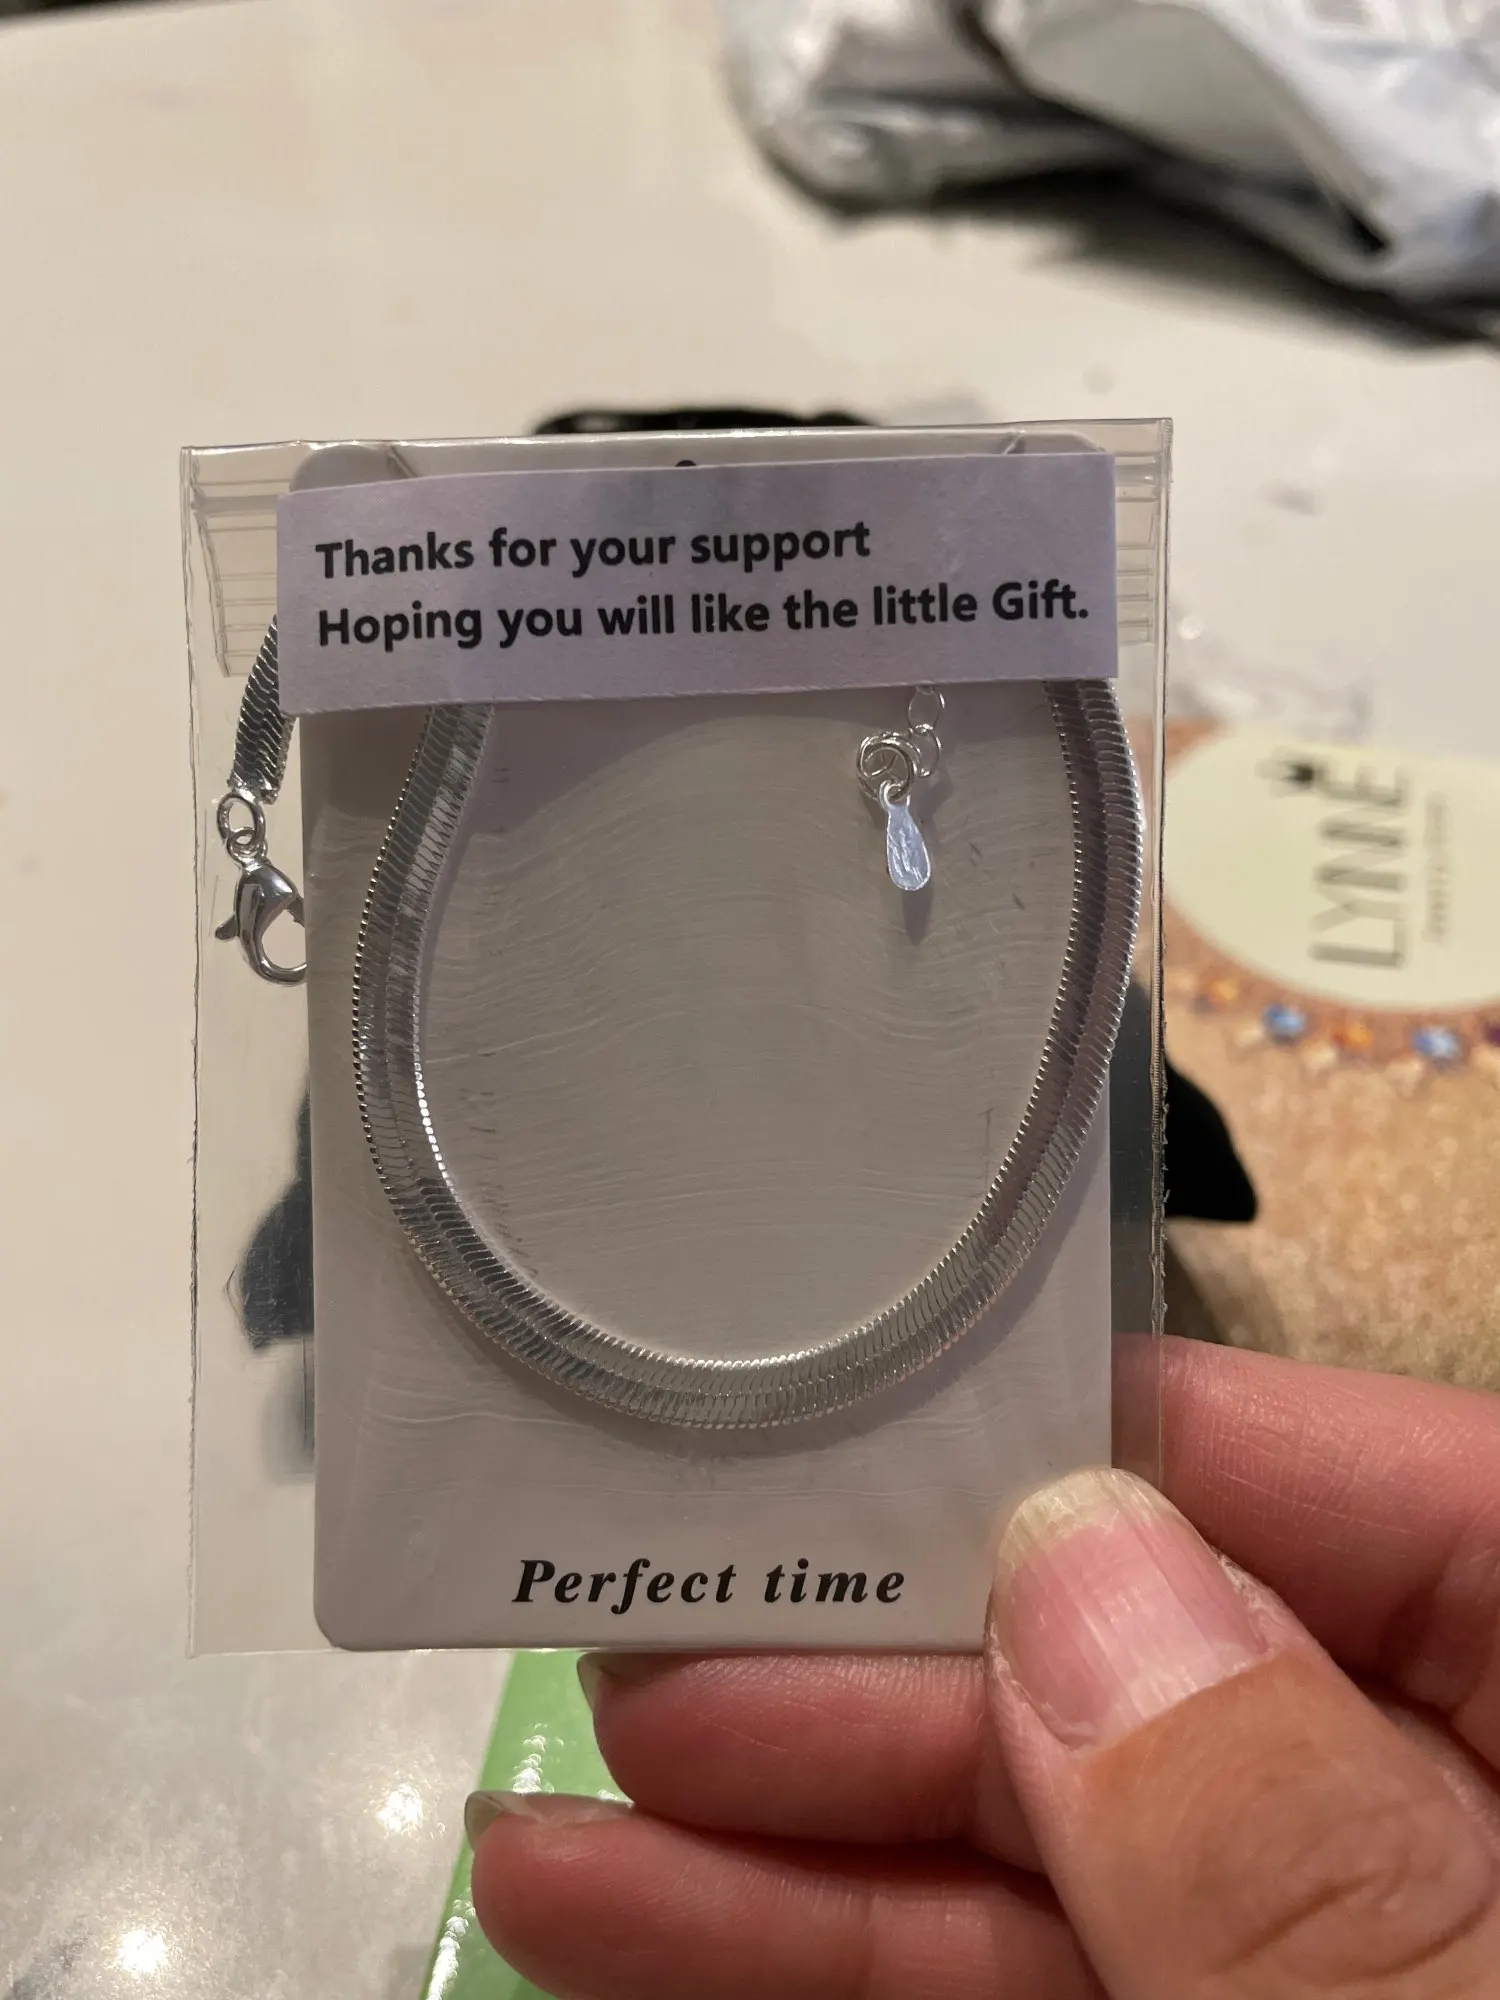 Thanks for your support
Hoping you will like the little Gift.
LYNE
Perfect time